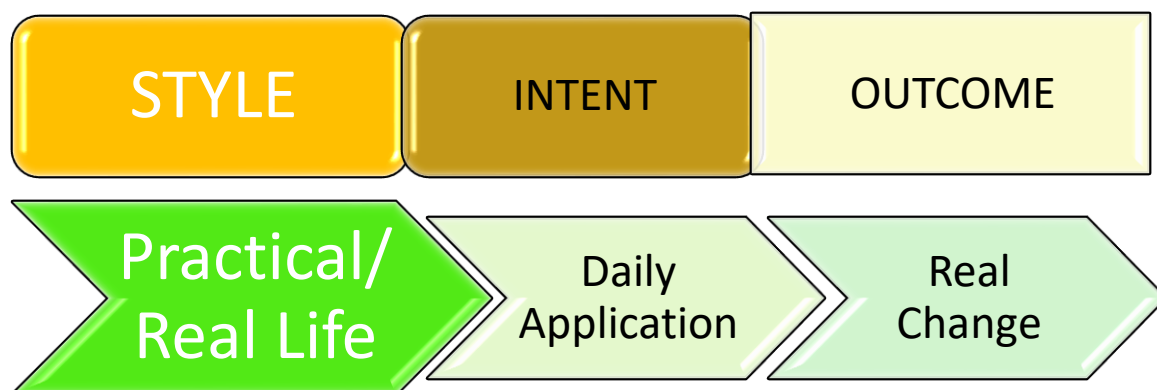 STYLE
INTENT
OUTCOME
Practical/
Real Life
Daily
Application
Real
Change